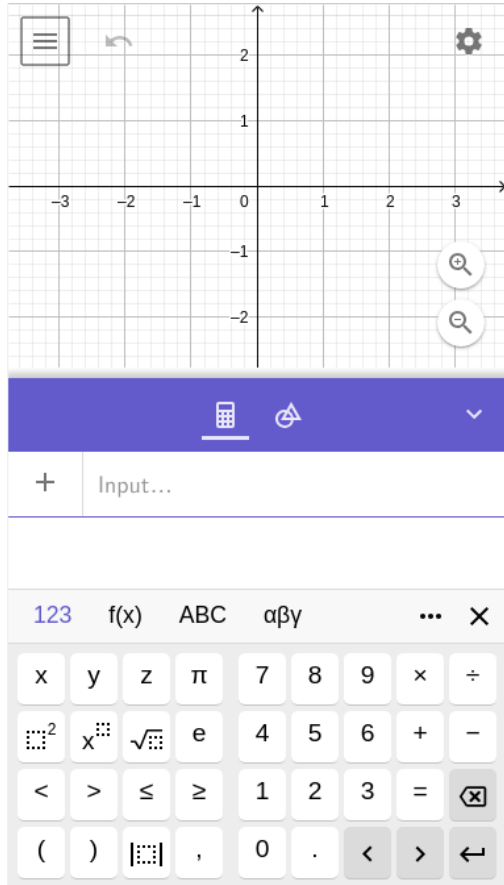 2
1
–3 –2 –1 0 1 2 3
–1
–2
+ Input...
123 f(x) ABC αβγ ...
x y z π 7 8 9 × ÷
2 x √ e 4 5 6 + −
< > ≤ ≥ 1 2 3 =
( ) | | , 0 . < >